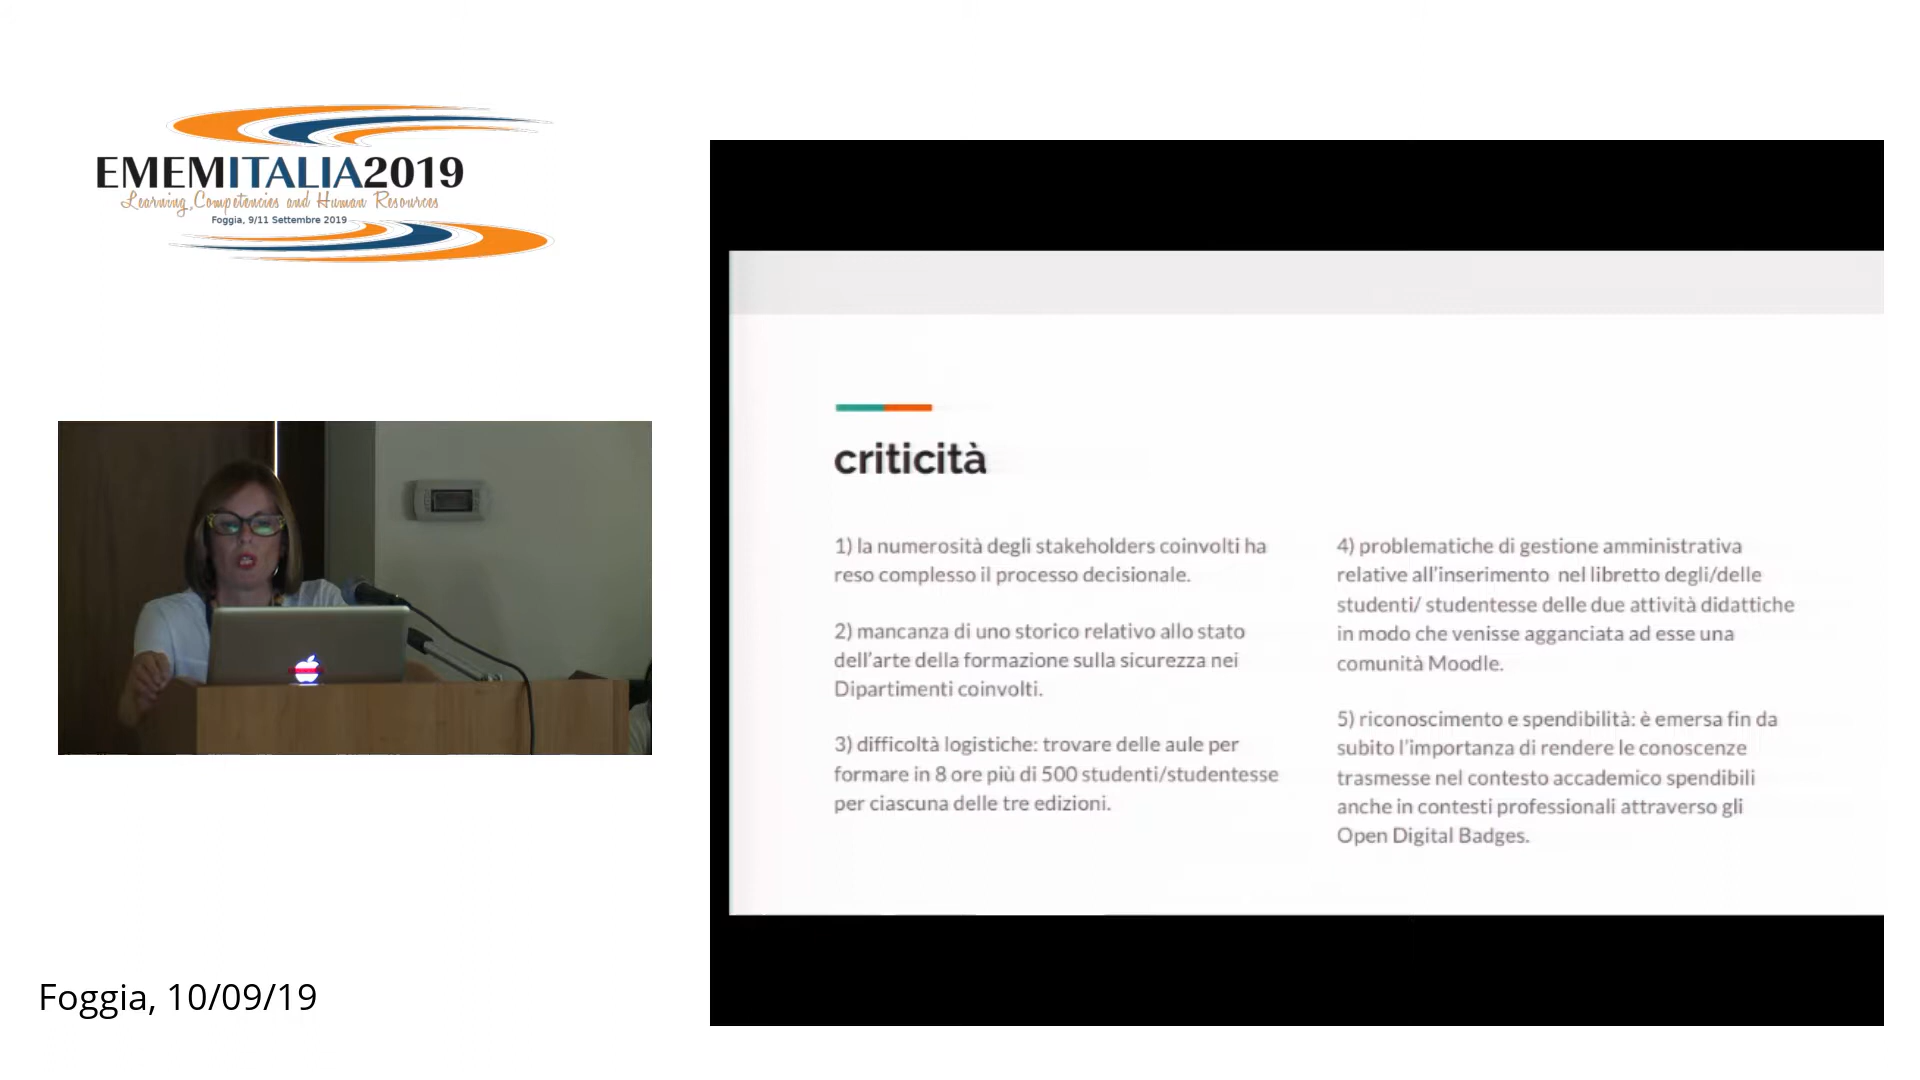 EMEMITALIA2019
Learning, Competencies and Human Resources
Foggia, 9/11 Settembre 2019
criticità
1) la numerosità degli stakeholders coinvolti ha
reso complesso il processo decisionale.
2) mancanza di uno storico relativo allo stato
dell'arte della formazione sulla sicurezza nei
Dipartimenti coinvolti.
3) difficoltà logistiche: trovare delle aule per
formare in 8 ore più di 500 studenti/studentesse
per ciascuna delle tre edizioni.
4) problematiche di gestione amministrativa
relative all'inserimento nel libretto degli/delle
studenti/ studentesse delle due attività didattiche
in modo che venisse agganciata ad esse una
comunità Moodle.
5) riconoscimento e spendibilità: è emersa fin da
subito l'importanza di rendere le conoscenze
trasmesse nel contesto accademico spendibili
anche in contesti professionali attraverso gli
Open Digital Badges.
Foggia, 10/09/19